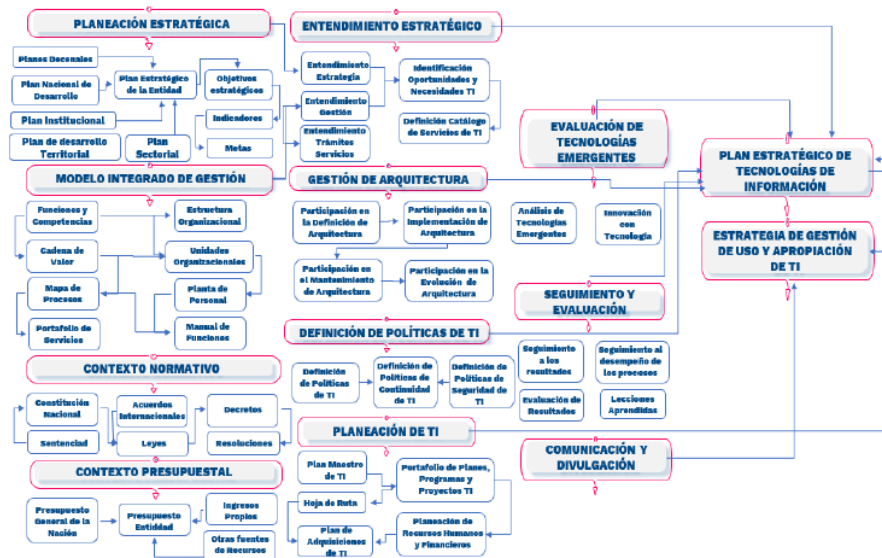 PLANEACIÓN ESTRATÉGICA
Planes Decenales
Plan Nacional de
Desarrollo
Plan Estratégico
de la Entidad
Objetivos
estratégicos
Plan Institucional
Indicadores
Plan de desarrollo
Territorial
Plan
Sectorial
Metas
MODELO INTEGRADO DE GESTIÓN
Funciones y
Competencias
Estructura
Organizacional
Cadena de
Valor
Unidades
Organizacionales
Mapa de
Procesos
Planta de
Personal
Portafolio de
Servicios
Manual de
Funciones
CONTEXTO NORMATIVO
Constitución
Nacional
Acuerdos
Internacionales
Decretos
Sentenciad
Leyes
Resoluciones
CONTEXTO PRESUPUESTAL
Presupuesto
General de la
Nación
Presupuesto
Entidad
Ingresos
Propios
Otras fuentes
de Recursos
ENTENDIMIENTO ESTRATÉGICO
Entendimiento
Estrategia
Identificación
Oportunidades y
Necesidades TI
Entendimiento
Gestión
Definición Catálogo
de Servicios de TI
Entendimiento
Trámites
Servicios
GESTIÓN DE ARQUITECTURA
Participación en
la Definición de
Arquitectura
Participación en la
Implementación de
Arquitectura
Participación en
el Mantenimiento
de Arquitectura
Participación en la
Evolución de
Arquitectura
DEFINICIÓN DE POLÍTICAS DE TI
Definición
de Políticas
de TI
Definición de
Políticas de
Continuidad de
TI
Definición de
Políticas de
Seguridad de
TI
PLANEACIÓN DE TI
Plan Maestro
de TI
Portafolio de Planes,
Programas y
Proyectos TI
Hoja de Ruta
Plan de
Adquisiciones de
TI
Planeación de
Recursos Humanos
y Financieros
EVALUACIÓN DE
TECNOLOGÍAS
EMERGENTES
Análisis de
Tecnologías
Emergentes
Innovación
con
Tecnología
SEGUIMIENTO Y
EVALUACIÓN
Seguimiento
a los
resultados
Seguimiento al
desempeño de
los procesos
Evaluación de
Resultados
Lecciones
Aprendidas
COMUNICACIÓN Y
DIVULGACIÓN
PLAN ESTRATÉGICO DE
TECNOLOGÍAS DE
INFORMACIÓN
ESTRATEGIA DE GESTIÓN
DE USO Y APROPIACIÓN
DE TI